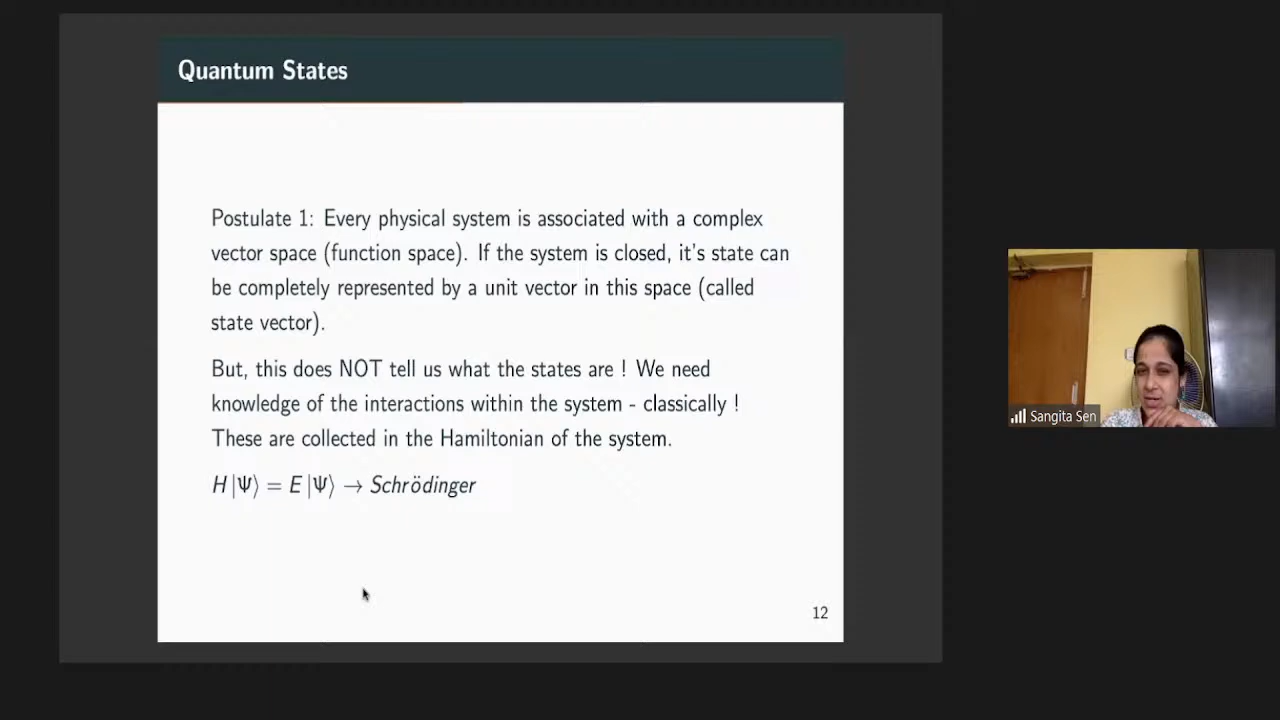 Quantum States
Postulate 1: Every physical system is associated with a complex
vector space (function space). If the system is closed, it's state can
be completely represented by a unit vector in this space (called
state vector).
But, this does NOT tell us what the states are ! We need
knowledge of the interactions within the system - classically !
These are collected in the Hamiltonian of the system.
H |Ψ⟩ = E |Ψ⟩ → Schrödinger
12
Sangita Sen